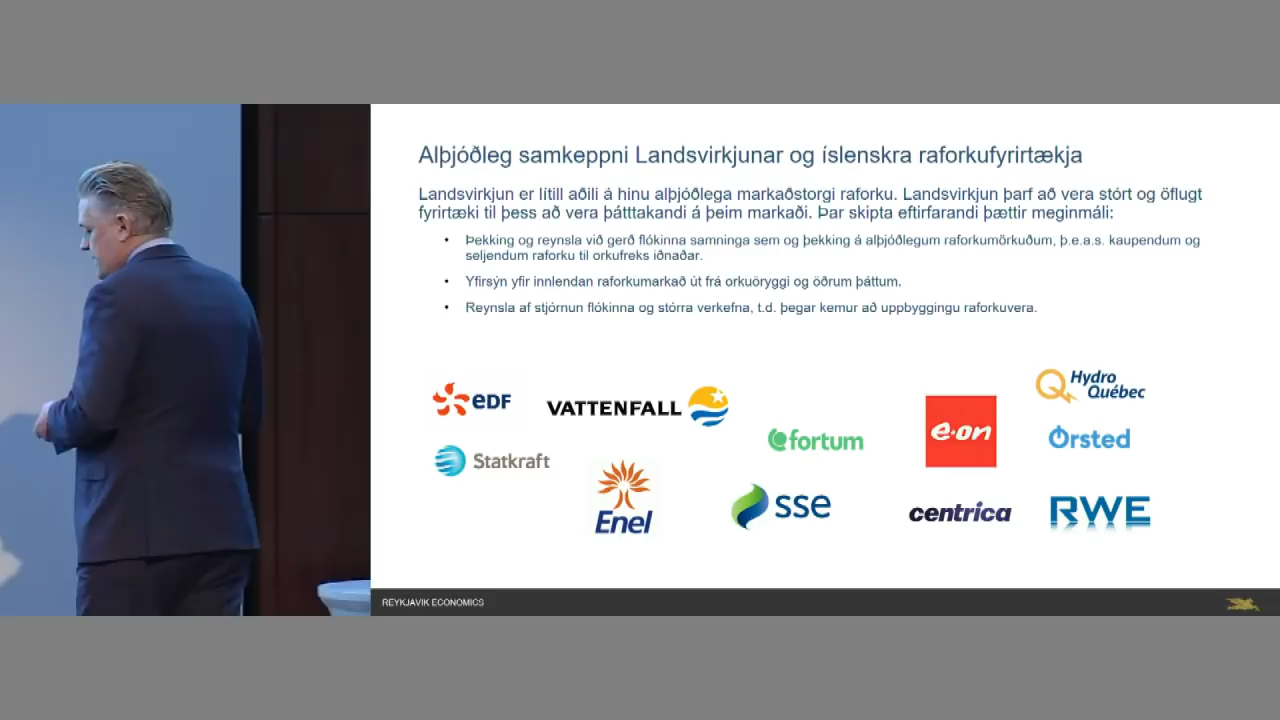 Alþjóðleg samkeppni Landsvirkjunar og íslenskra raforkufyrirtækja
Landsvirkjun er lítill aðili á hinu alþjóðlega markaðstorgi raforku. Landsvirkjun þarf að vera stórt og öflugt
fyrirtæki til þess að vera þátttakandi á þeim markaði. Þar skipta eftirfarandi þættir meginmáli:
• Þekking og reynsla við gerð flókinna samninga sem og þekking á alþjóðlegum raforkumörkuðum, þ.e.a.s. kaupendum og
seljendum raforku til orkufreks iðnaðar.
• Yfirsýn yfir innlendan raforkumarkað út frá orkuöryggi og öðrum þáttum.
• Reynsla af stjórnun flókinna og stórra verkefna, t.d. þegar kemur að uppbyggingu raforkuvera.
eDF
VATTENFALL
fortum
e·on
Hydro
Québec
Ørsted
Statkraft
Enel
sse
centrica
RWE
REYKJAVIK ECONOMICS